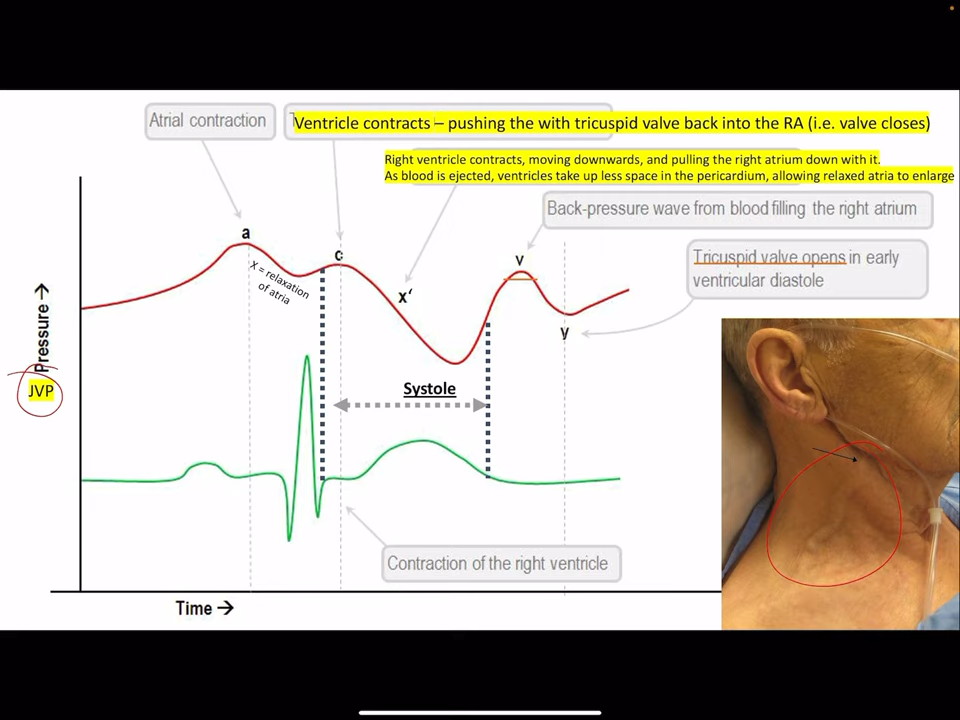 Atrial contraction
Ventricle contracts – pushing the with tricuspid valve back into the RA (i.e. valve closes)
Right ventricle contracts, moving downwards, and pulling the right atrium down with it.
As blood is ejected, ventricles take up less space in the pericardium, allowing relaxed atria to enlarge
Back-pressure wave from blood filling the right atrium
a
c
v
Tricuspid valve opens in early
ventricular diastole
X = relaxation
of atria
x‘
y
Pressure →
JVP
Systole
Contraction of the right ventricle
Time →